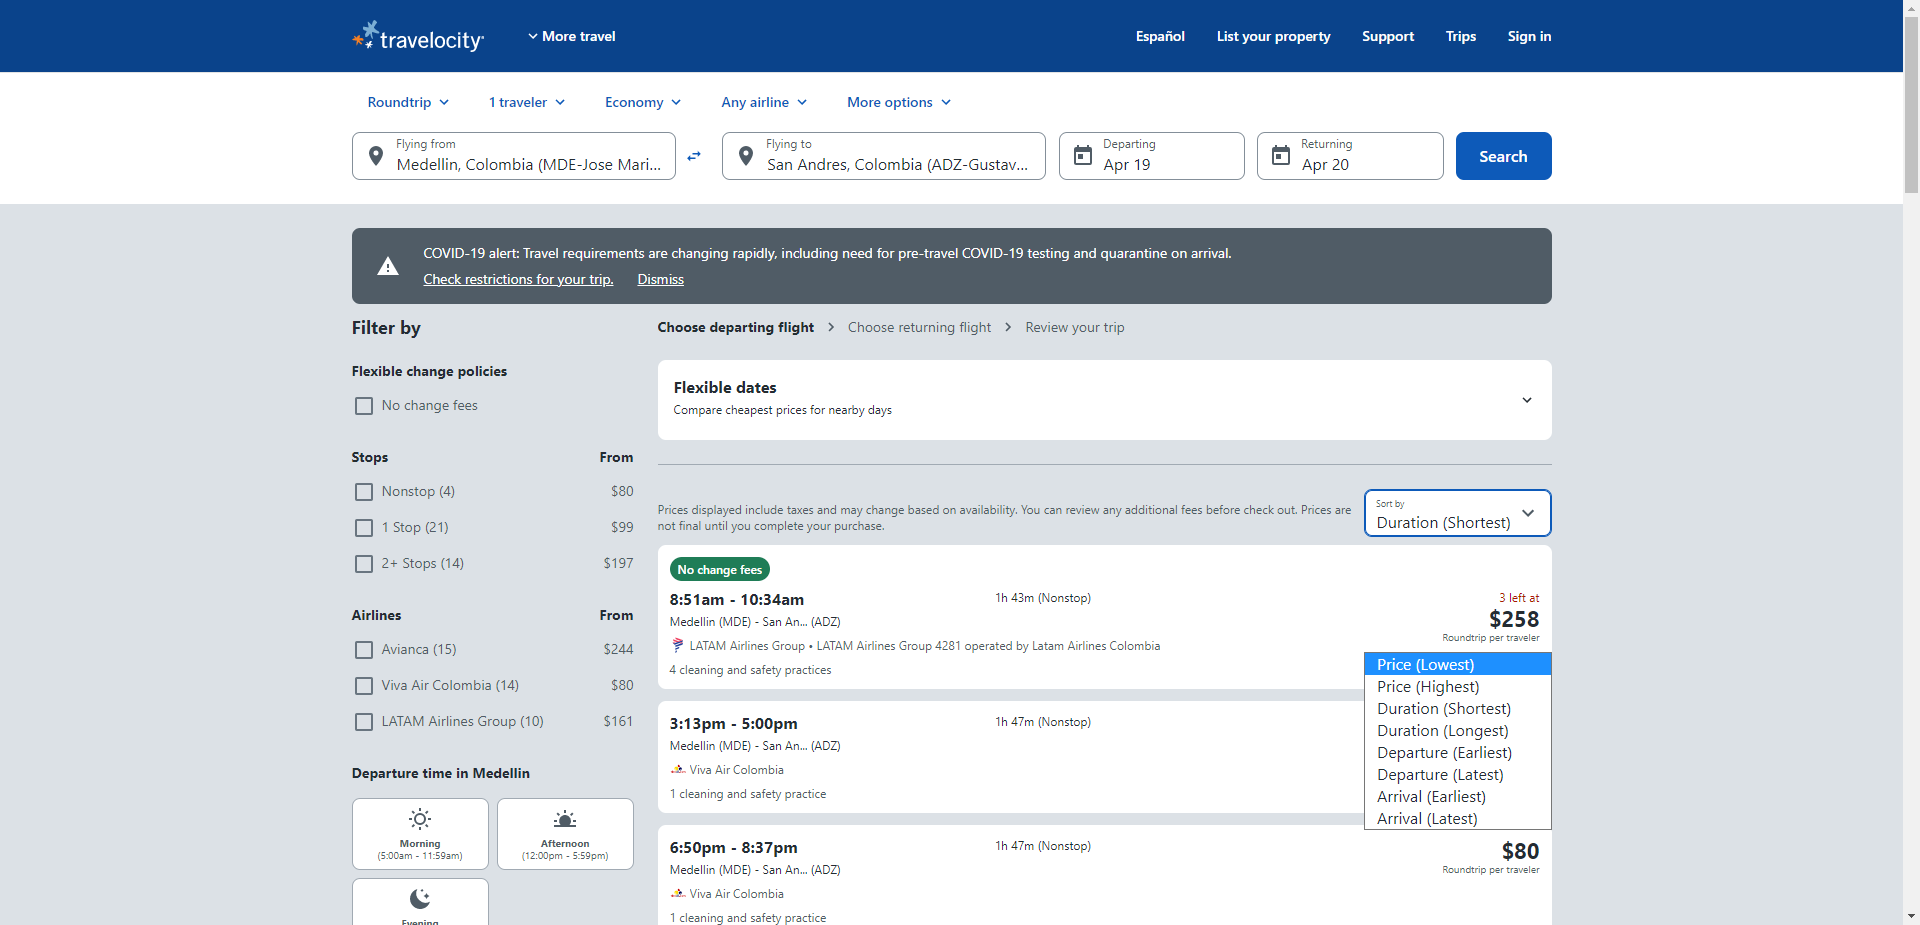 travelocity
More travel
Español
List your property
Support
Trips
Sign in
Roundtrip
1 traveler
Economy
Any airline
More options
Flying from
Medellin, Colombia (MDE-Jose Mari...
Flying to
San Andres, Colombia (ADZ-Gustav...
Departing
Apr 19
Returning
Apr 20
Search
COVID-19 alert: Travel requirements are changing rapidly, including need for pre-travel COVID-19 testing and quarantine on arrival.
Check restrictions for your trip.
Dismiss
Filter by
Flexible change policies
No change fees
Stops From
Nonstop (4) $80
1 Stop (21) $99
2+ Stops (14) $197
Airlines From
Avianca (15) $244
Viva Air Colombia (14) $80
LATAM Airlines Group (10) $161
Departure time in Medellin
Morning
(5:00am - 11:59am)
Afternoon
(12:00pm - 5:59pm)
Evening
Choose departing flight
Choose returning flight
Review your trip
Flexible dates
Compare cheapest prices for nearby days
Prices displayed include taxes and may change based on availability. You can review any additional fees before check out. Prices are
not final until you complete your purchase.
Sort by
Duration (Shortest)
No change fees
8:51am - 10:34am
1h 43m (Nonstop)
3 left at
$258
Roundtrip per traveler
Medellin (MDE) - San An... (ADZ)
LATAM Airlines Group • LATAM Airlines Group 4281 operated by Latam Airlines Colombia
4 cleaning and safety practices
Price (Lowest)
Price (Highest)
Duration (Shortest)
Duration (Longest)
Departure (Earliest)
Departure (Latest)
Arrival (Earliest)
Arrival (Latest)
3:13pm - 5:00pm
1h 47m (Nonstop)
Medellin (MDE) - San An... (ADZ)
Viva Air Colombia
1 cleaning and safety practice
6:50pm - 8:37pm
1h 47m (Nonstop)
$80
Roundtrip per traveler
Medellin (MDE) - San An... (ADZ)
Viva Air Colombia
1 cleaning and safety practice